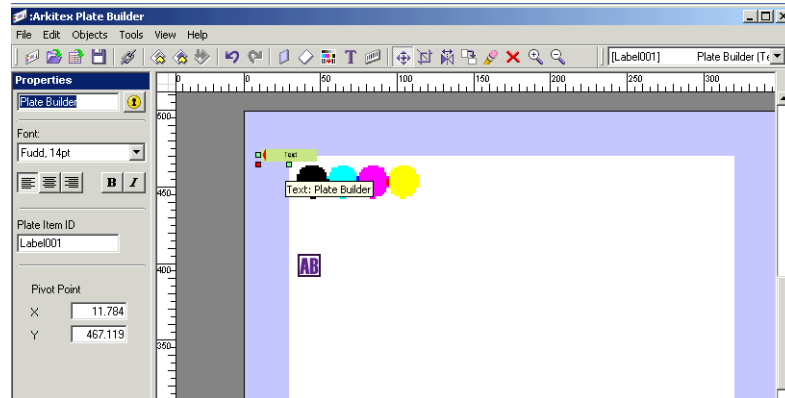 :Arkitex Plate Builder
File Edit Objects Tools View Help
T [Label001] Plate Builder (Te
Properties
Plate Builder
Font:
Fudd, 14pt
B I
Plate Item ID
Label001
Pivot Point
X 11.784
Y 467.119
0 0 50 100 150 200 250 300
500
450
400
350
Text
Text: Plate Builder
AB